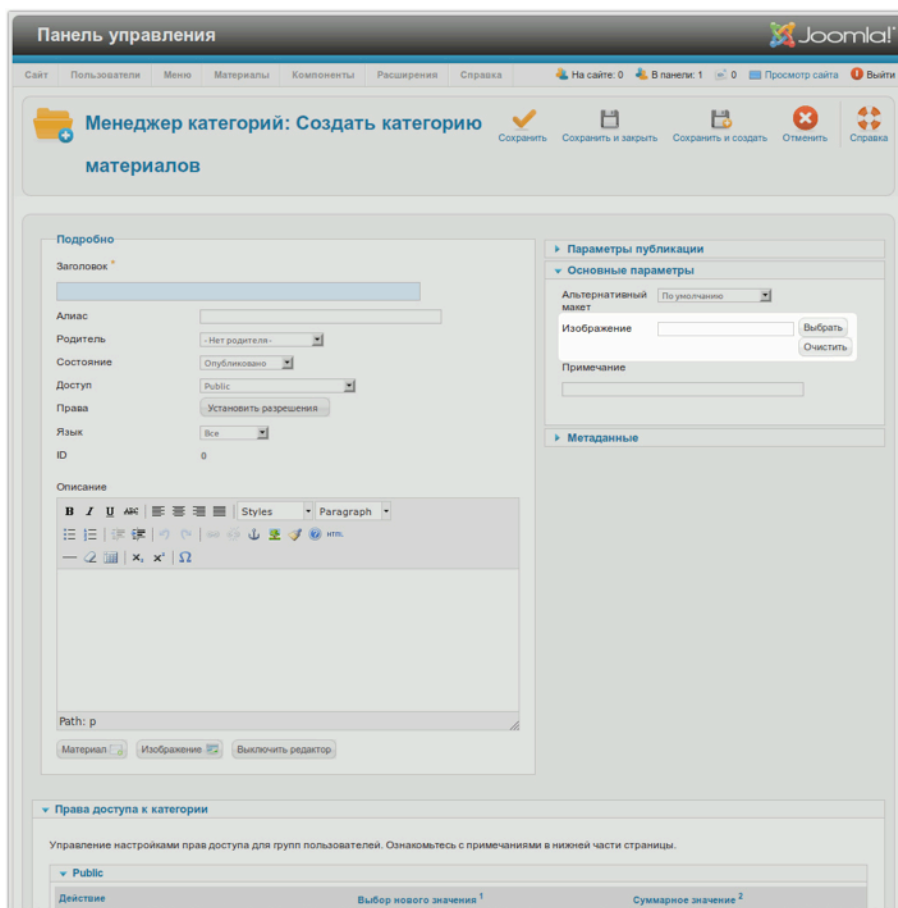 Панель управления
Joomla!
Сайт Пользователи Меню Материалы Компоненты Расширения Справка На сайте: 0 В панели: 1 0 Просмотр сайта Выйти
Менеджер категорий: Создать категорию
материалов
Сохранить Сохранить и закрыть Сохранить и создать Отменить Справка
Подробно
Заголовок *
Алиас
Родитель - Нет родителя -
Состояние Опубликовано
Доступ Public
Права Установить разрешения
Язык Все
ID 0
Описание
B I U ABC Styles Paragraph
HTML
x, x² Ω
Path: p
Материал Изображение Выключить редактор
Параметры публикации
Основные параметры
Альтернативный По умолчанию
макет
Изображение Выбрать
Очистить
Примечание
Метаданные
Права доступа к категории
Управление настройками прав доступа для групп пользователей. Ознакомьтесь с примечаниями в нижней части страницы.
Public
Действие Выбор нового значения 1 Суммарное значение 2